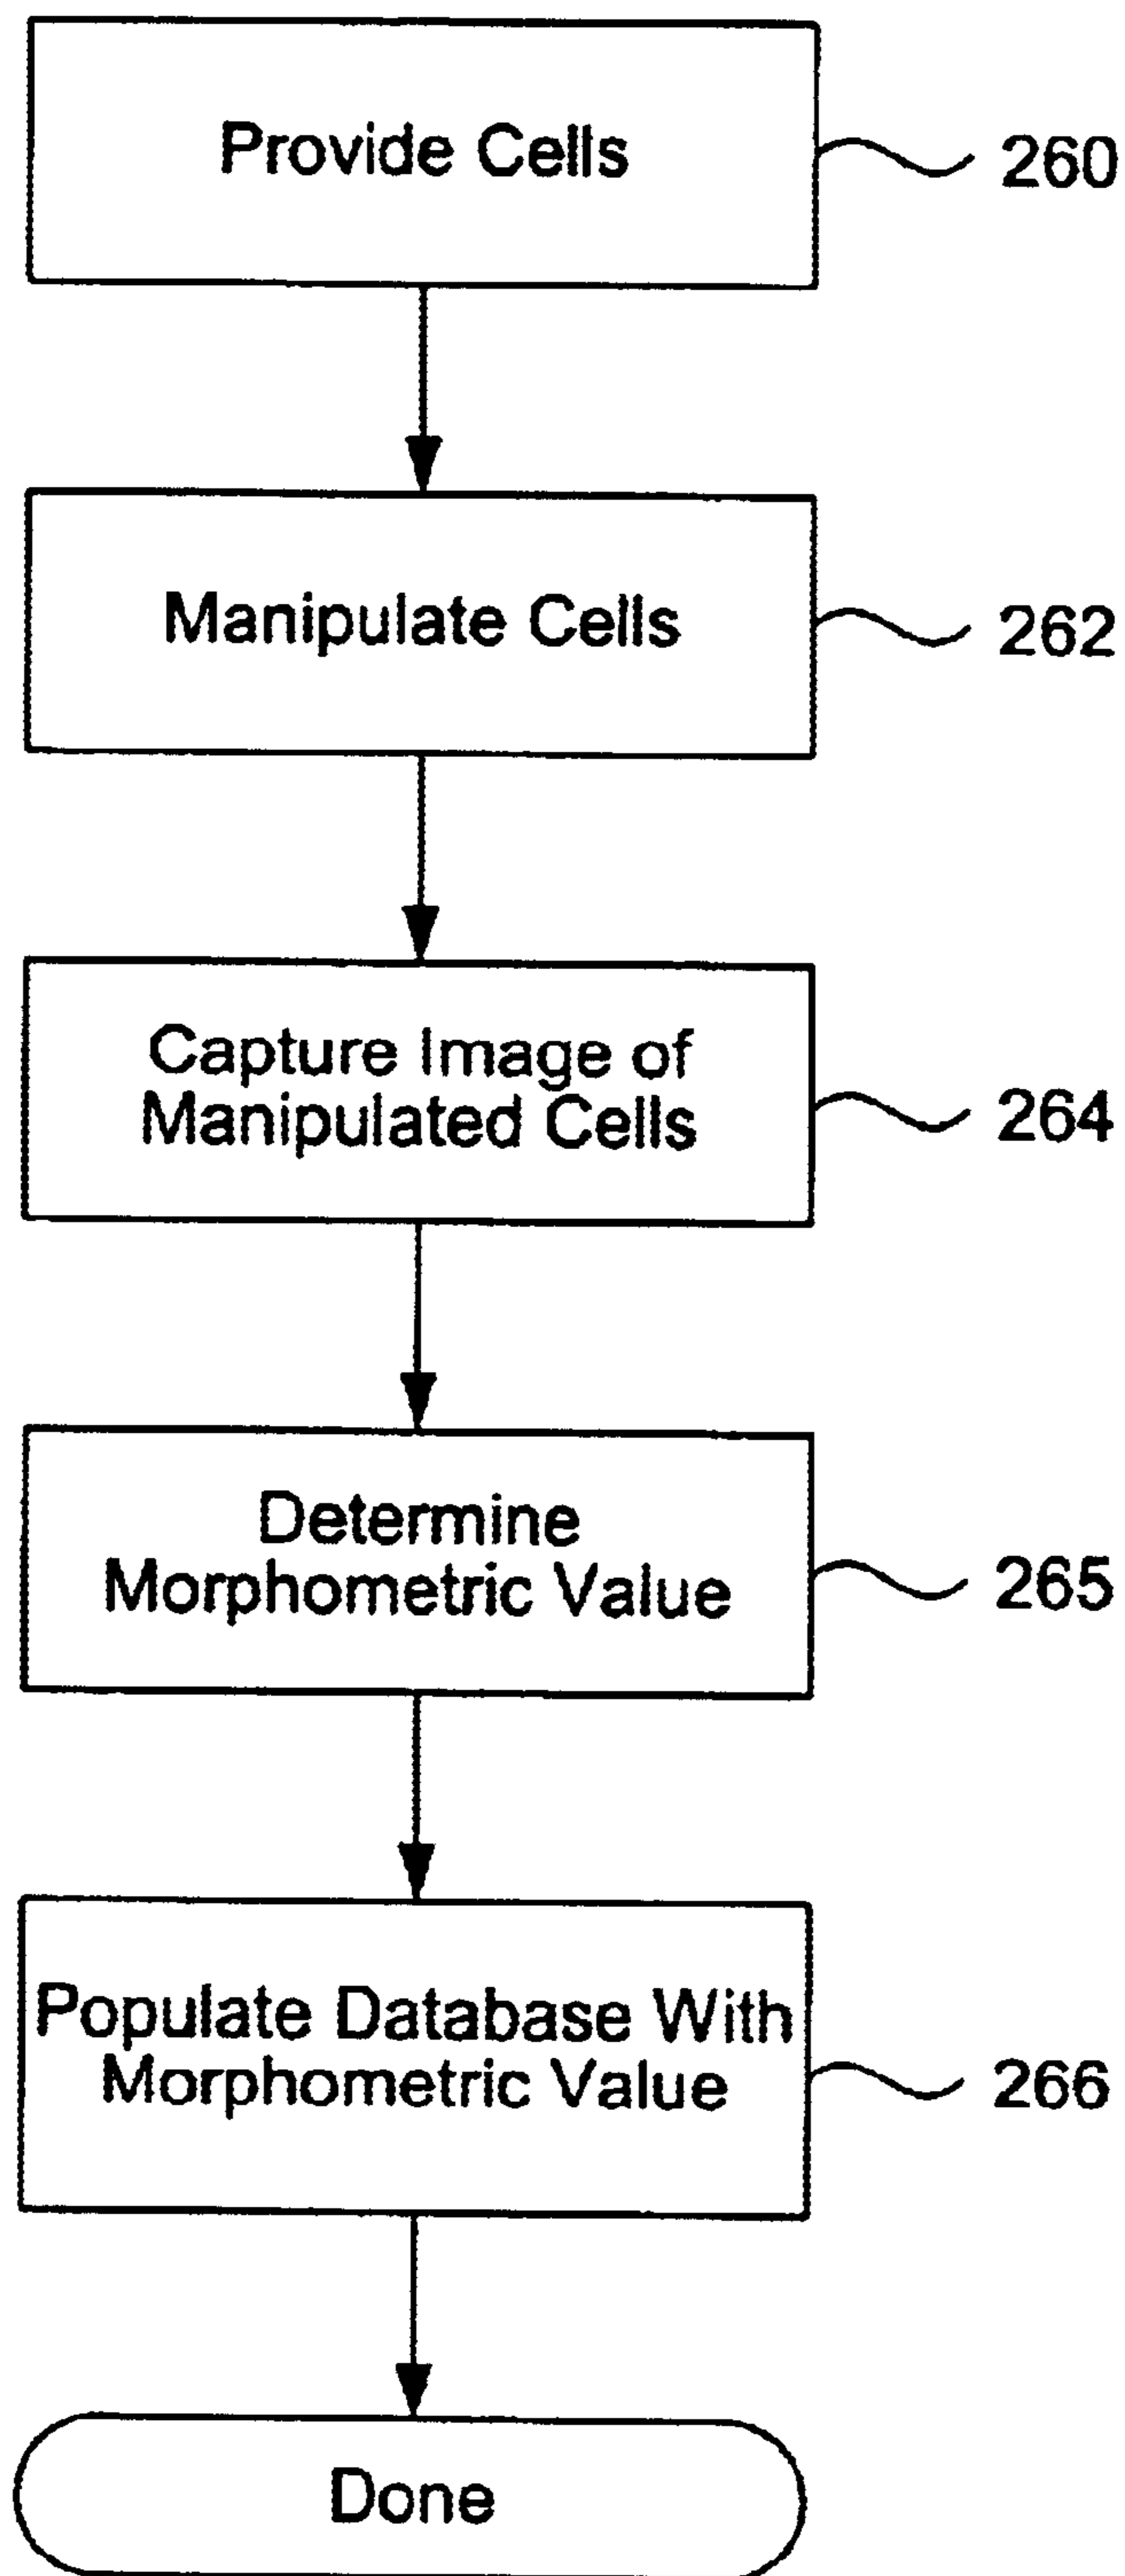 Provide Cells
260
Manipulate Cells
262
Capture Image of
Manipulated Cells
264
Determine
Morphometric Value
265
Populate Database With
Morphometric Value
266
Done